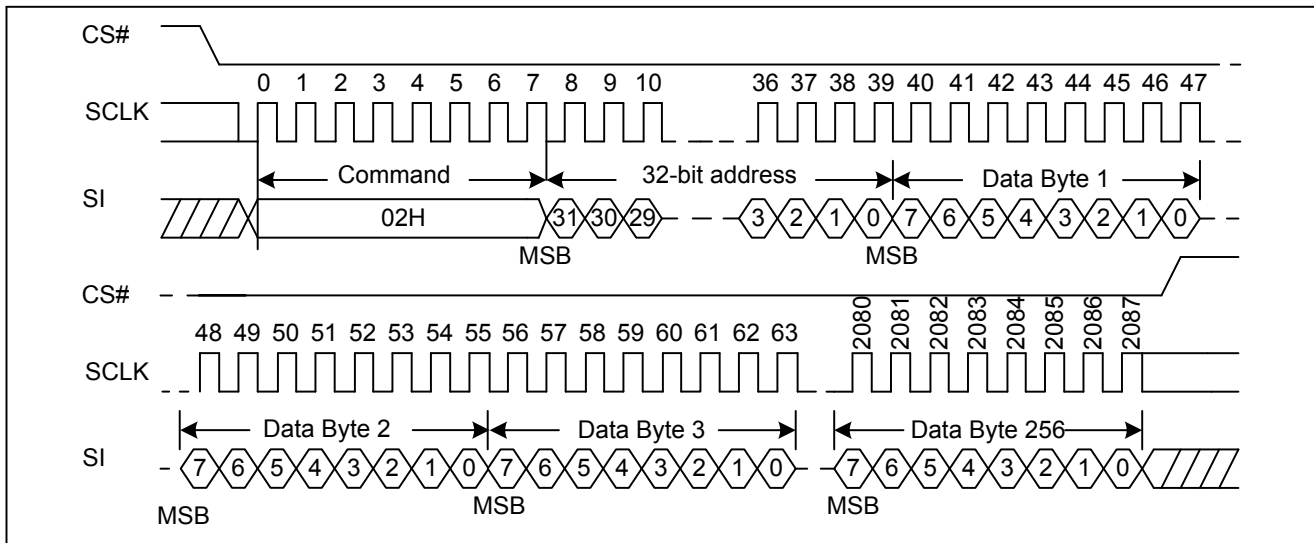 CS#
0 1 2 3 4 5 6 7 8 9 10 36 37 38 39 40 41 42 43 44 45 46 47
SCLK
Command 32-bit address Data Byte 1
SI
02H 31 30 29 3 2 1 0 7 6 5 4 3 2 1 0
MSB MSB
CS#
48 49 50 51 52 53 54 55 56 57 58 59 60 61 62 63 2080 2081 2082 2083 2084 2085 2086 2087
SCLK
Data Byte 2 Data Byte 3 Data Byte 256
SI
7 6 5 4 3 2 1 0 7 6 5 4 3 2 1 0 7 6 5 4 3 2 1 0
MSB MSB MSB